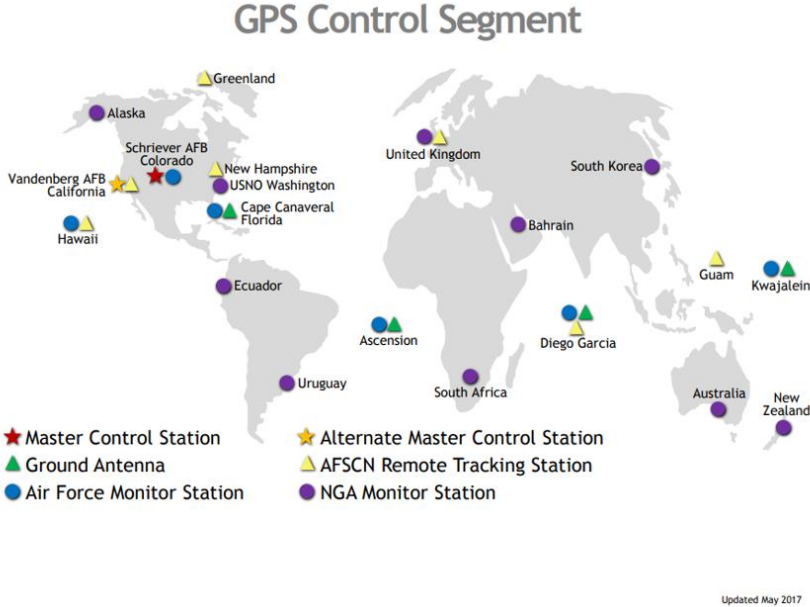 GPS Control Segment
Greenland
Alaska
Schriever AFB
Colorado
Vandenberg AFB
California
New Hampshire
USNO Washington
Cape Canaveral
Florida
Hawaii
United Kingdom
South Korea
Bahrain
Guam
Kwajalein
Ecuador
Ascension
Diego Garcia
Uruguay
South Africa
Australia
New
Zealand
Master Control Station
Alternate Master Control Station
Ground Antenna
AFSCN Remote Tracking Station
Air Force Monitor Station
NGA Monitor Station
Updated May 2017